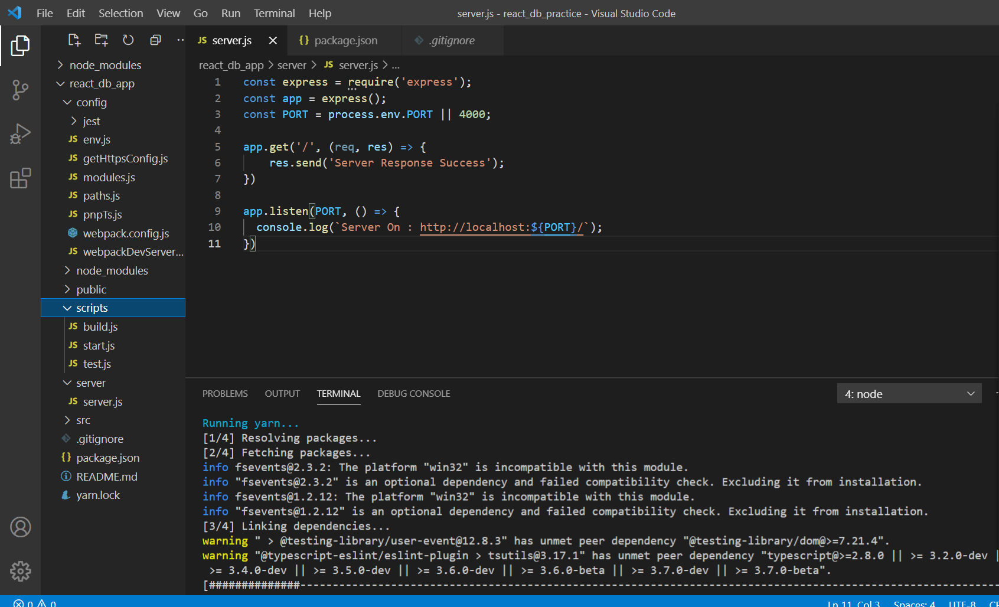 File Edit Selection View Go Run Terminal Help
server.js - react_db_practice - Visual Studio Code
node_modules
react_db_app
config
jest
JS env.js
JS getHttpsConfig.js
JS modules.js
JS paths.js
JS pnpTs.js
webpack.config.js
JS webpackDevServer...
node_modules
public
scripts
JS build.js
JS start.js
JS test.js
server
JS server.js
src
.gitignore
{} package.json
README.md
yarn.lock
JS server.js × {} package.json .gitignore
react_db_app > server > JS server.js > ...
1 const express = require('express');
2 const app = express();
3 const PORT = process.env.PORT || 4000;
4
5 app.get('/', (req, res) => {
6 res.send('Server Response Success');
7 })
8
9 app.listen(PORT, () => {
10 console.log(`Server On : http://localhost:${PORT}/`);
11 })
PROBLEMS OUTPUT TERMINAL DEBUG CONSOLE
4: node
Running yarn...
[1/4] Resolving packages...
[2/4] Fetching packages...
info fsevents@2.3.2: The platform "win32" is incompatible with this module.
info "fsevents@2.3.2" is an optional dependency and failed compatibility check. Excluding it from installation.
info fsevents@1.2.12: The platform "win32" is incompatible with this module.
info "fsevents@1.2.12" is an optional dependency and failed compatibility check. Excluding it from installation.
[3/4] Linking dependencies...
warning " > @testing-library/user-event@12.8.3" has unmet peer dependency "@testing-library/dom@>=7.21.4".
warning "@typescript-eslint/eslint-plugin > tsutils@3.17.1" has unmet peer dependency "typescript@>=2.8.0 || >= 3.2.0-dev |
>= 3.4.0-dev || >= 3.5.0-dev || >= 3.6.0-dev || >= 3.6.0-beta || >= 3.7.0-dev || >= 3.7.0-beta".
[##############------------------------------------------------------------------------------------------------------------
0 0
Ln 11, Col 3 Spaces: 4 UTF-8